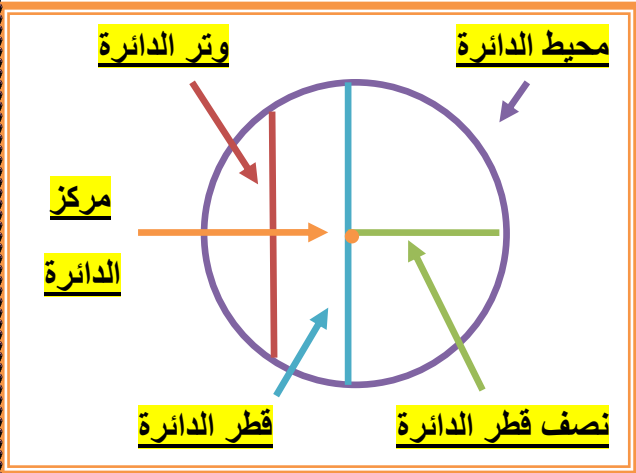 محيط الدائرة
وتر الدائرة
مركز
الدائرة
نصف قطر الدائرة
قطر الدائرة